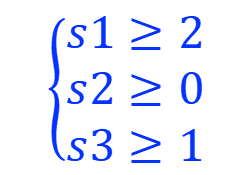 s1 ≥ 2
s2 ≥ 0
s3 ≥ 1